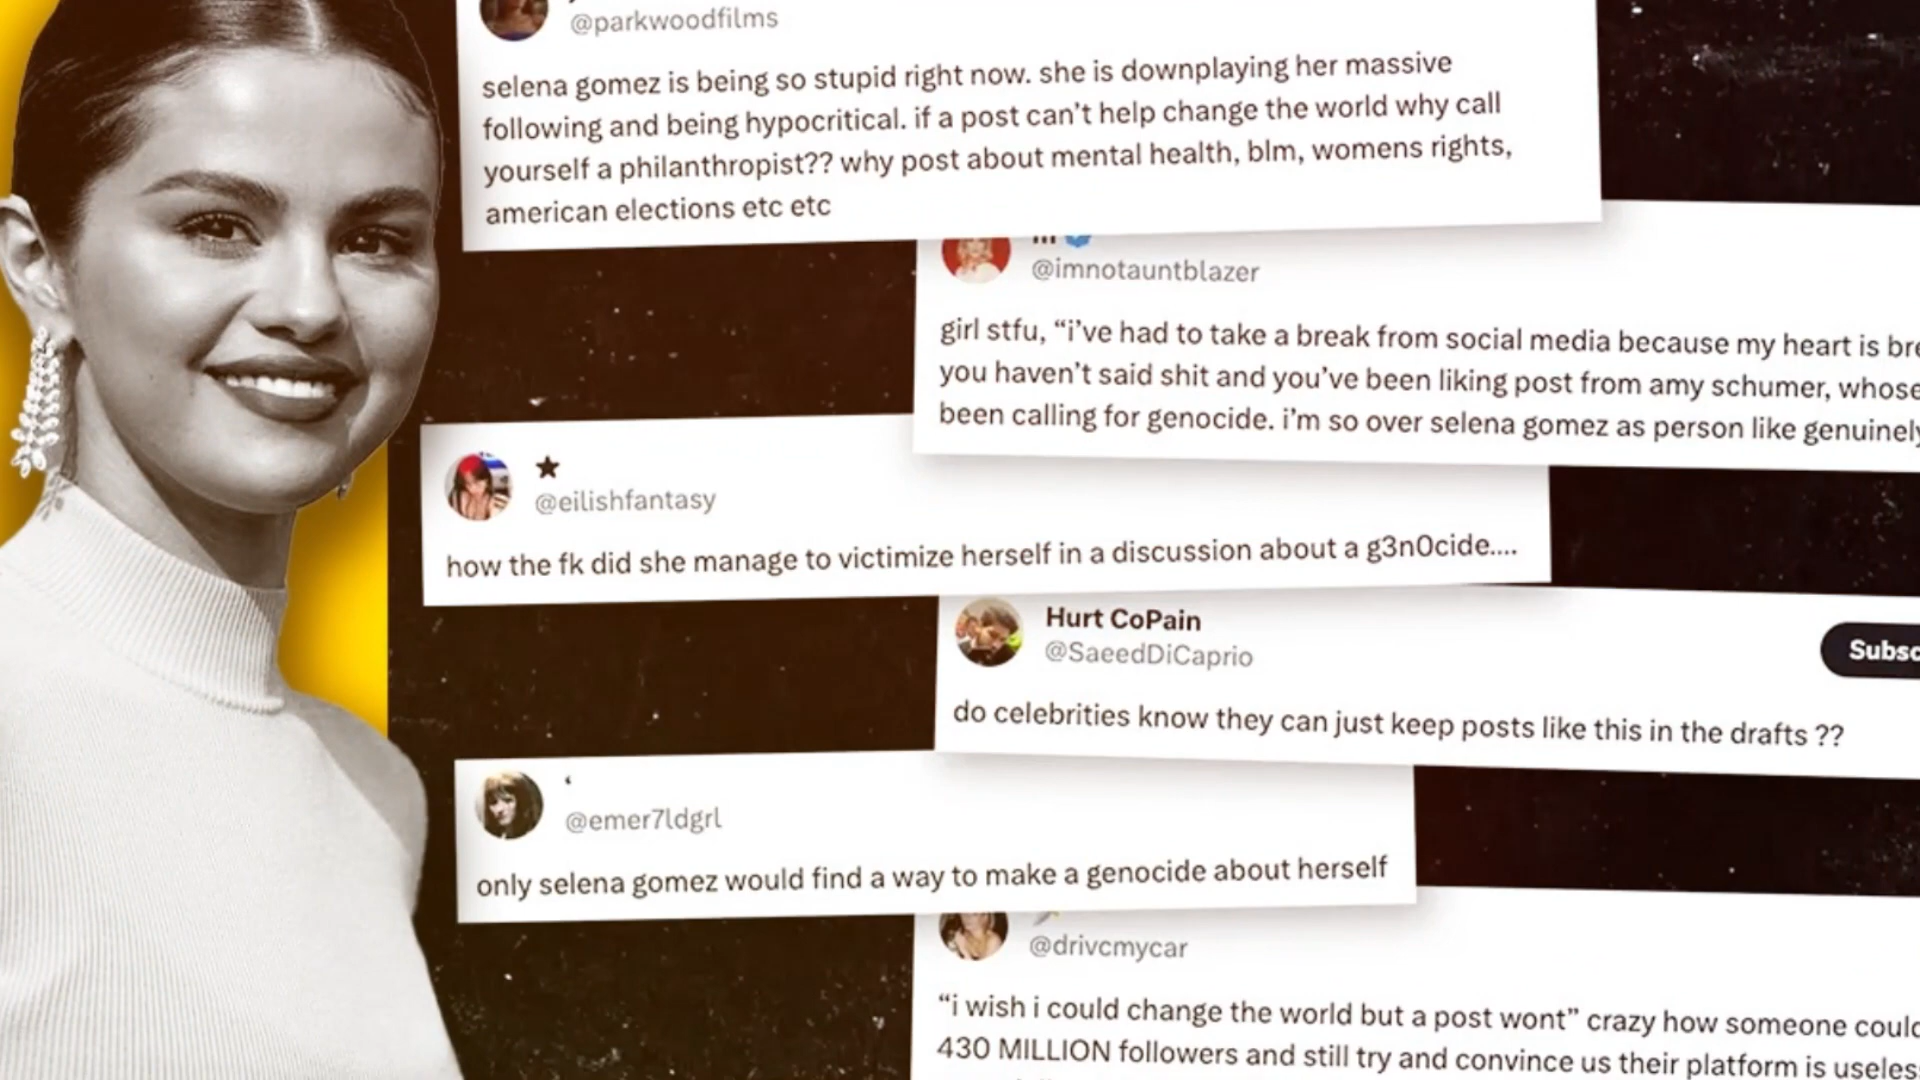 @parkwoodfilms
selena gomez is being so stupid right now. she is downplaying her massive
following and being hypocritical. if a post can't help change the world why call
yourself a philanthropist?? why post about mental health, blm, womens rights,
american elections etc etc
@imnotauntblazer
girl stfu, “i've had to take a break from social media because my heart is
you haven't said shit and you've been liking post from amy schumer, whose
been calling for genocide. i'm so over selena gomez as person like genuinely
@eilishfantasy
how the fk did she manage to victimize herself in a discussion about a g3n0cide....
Hurt CoPain
@SaeedDiCaprio
do celebrities know they can just keep posts like this in the drafts ??
@emer7ldgrl
only selena gomez would find a way to make a genocide about herself
@drivcmycar
“i wish i could change the world but a post wont” crazy how someone
430 MILLION followers and still try and convince us their platform is